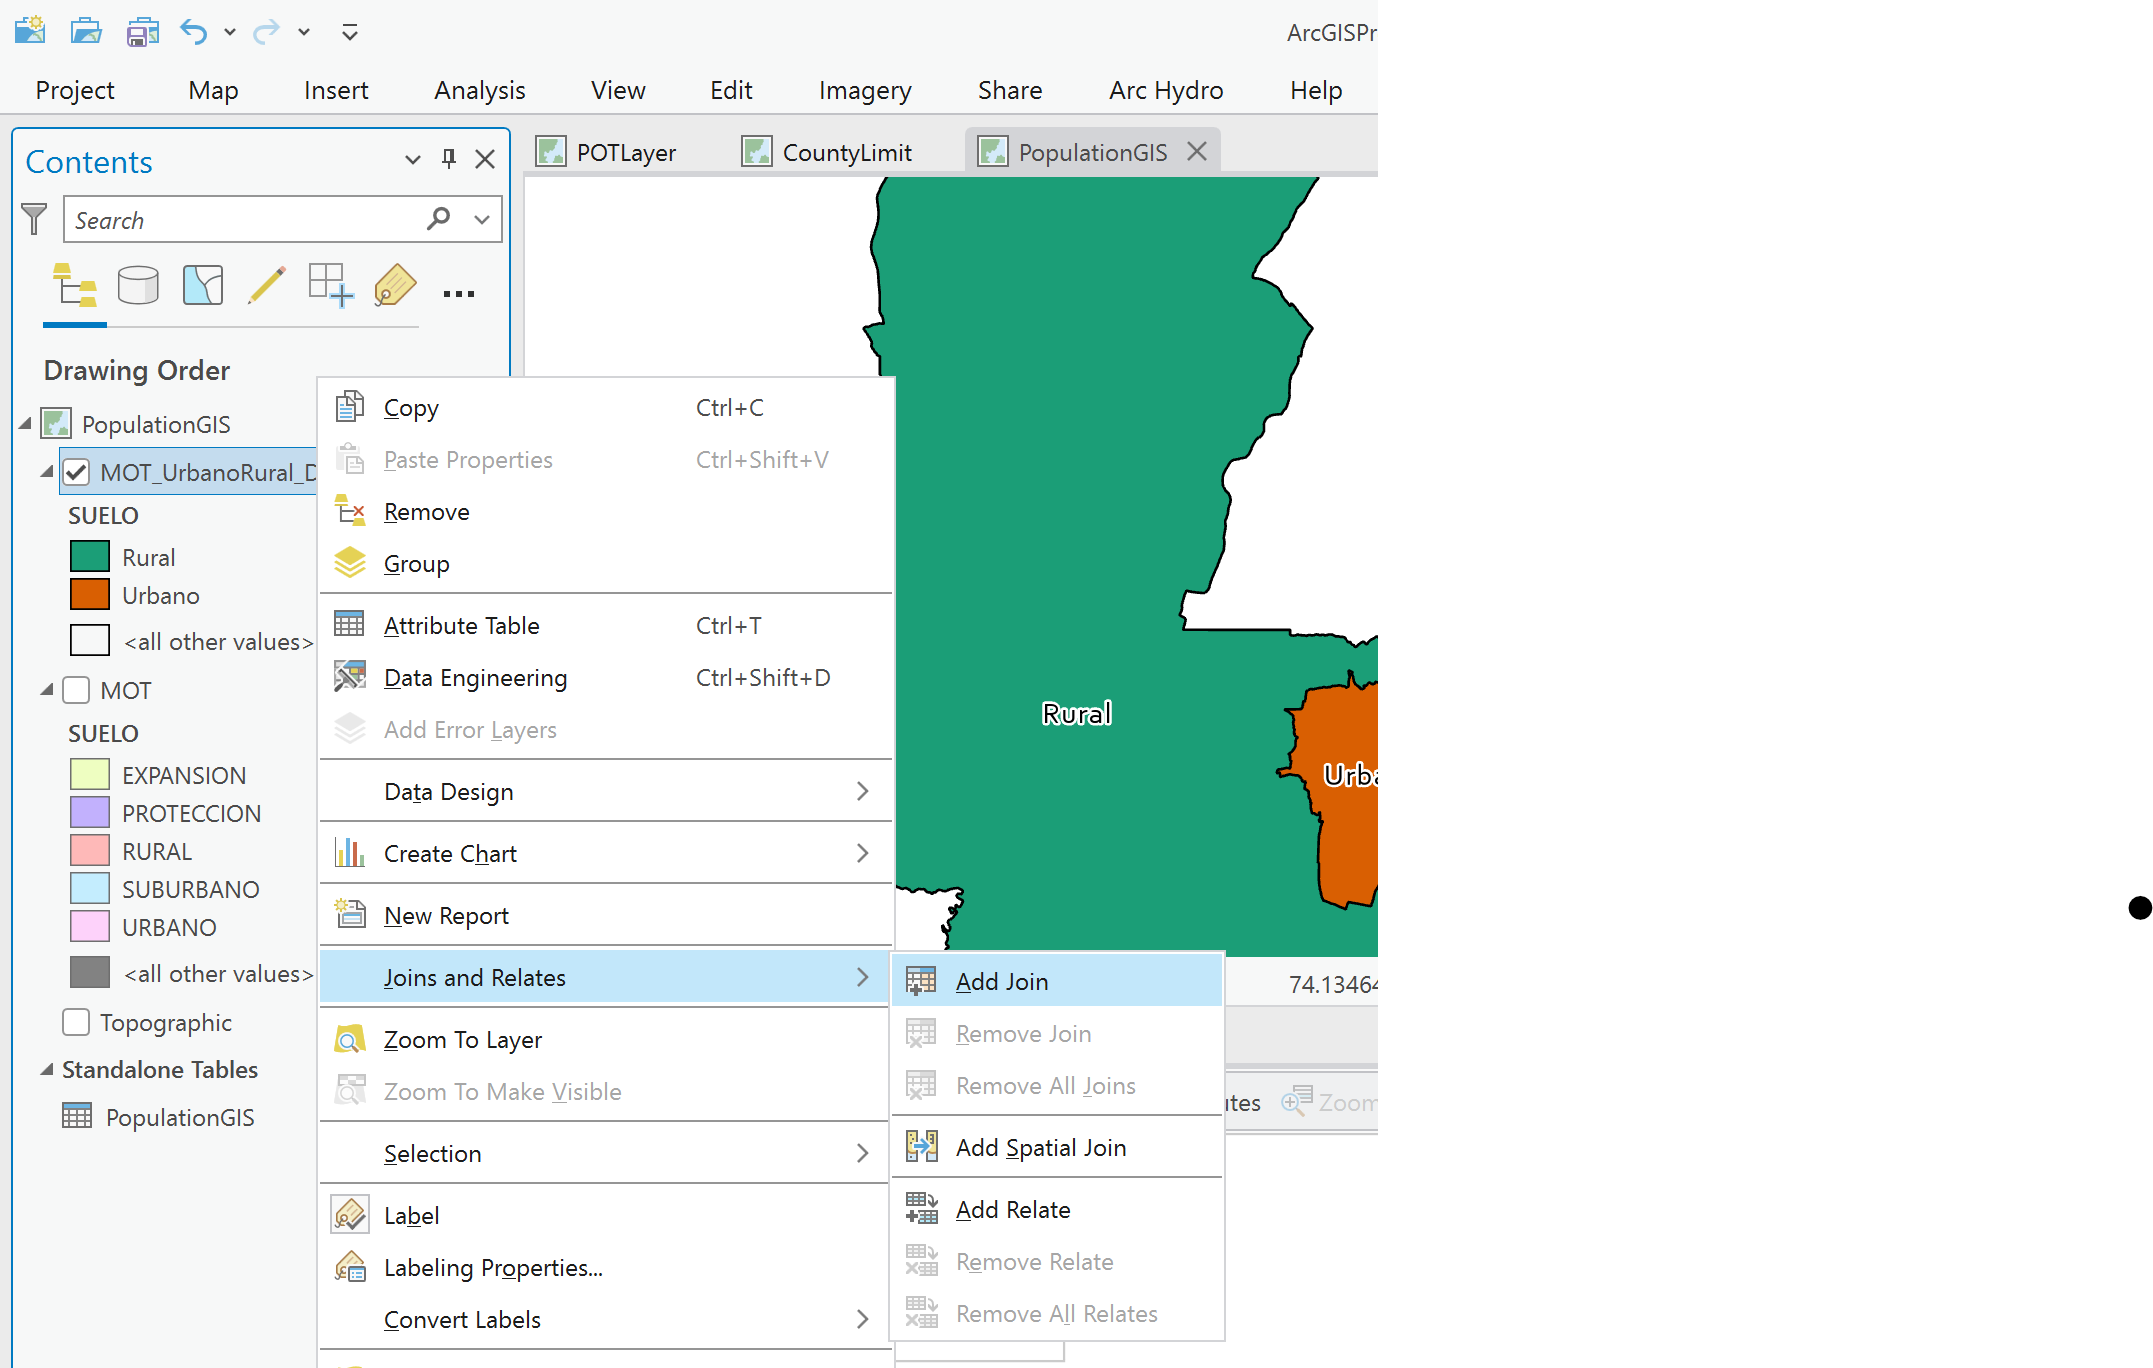 ArcGISPr
Project Map Insert Analysis View Edit Imagery Share Arc Hydro Help
Contents
POTLayer CountyLimit PopulationGIS
Search
Drawing Order
PopulationGIS
MOT_UrbanoRural_D
SUELO
Rural
Urbano
<all other values>
MOT
SUELO
EXPANSION
PROTECCION
RURAL
SUBURBANO
URBANO
<all other values>
Topographic
Standalone Tables
PopulationGIS
Copy Ctrl+C
Paste Properties Ctrl+Shift+V
Remove
Group
Attribute Table Ctrl+T
Data Engineering Ctrl+Shift+D
Add Error Layers
Data Design
Create Chart
New Report
Joins and Relates
Zoom To Layer
Zoom To Make Visible
Selection
Label
Labeling Properties...
Convert Labels
Add Join
Remove Join
Remove All Joins
Add Spatial Join
Add Relate
Remove Relate
Remove All Relates
Rural
Urba
74.13464
utes Zoom